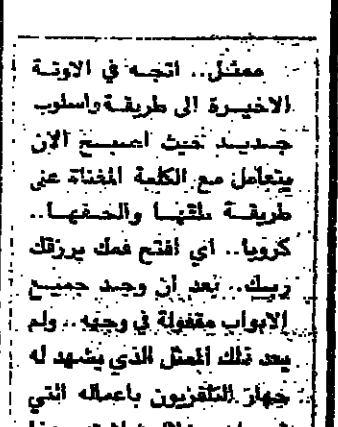 ممثل.. اتجه في الاونة
الاخيرة الى طريقة واسلوب
جديد حيث اصبح الان
يتعامل مع الكلمة المغناة على
طريقة ملقها والحقها..
كروبا.. اي افتح فمك يرزقك
ربك.. بعد ان وجد جميع
الابواب مقفولة في وجهه.. ولم
يعد ذلك الممثل الذي يشهد له
جهاز التلفزيون باعماله التي